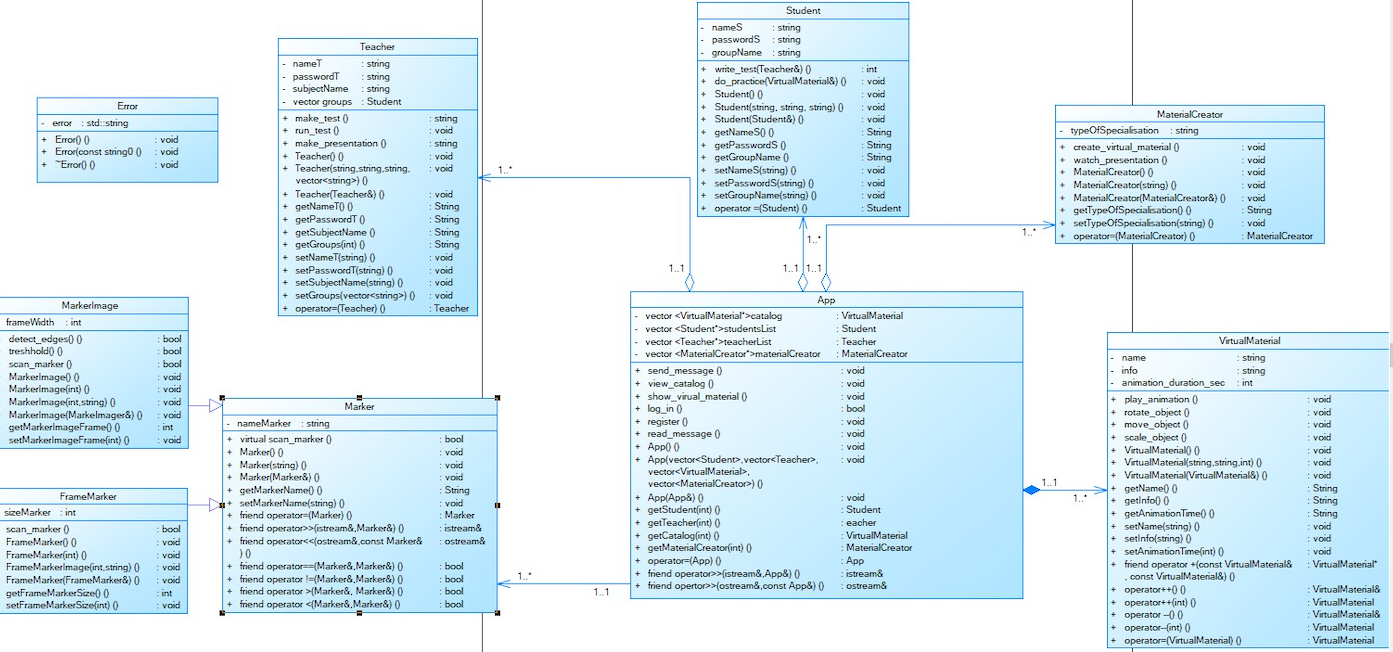 Error
- error : std::string
+ Error() () : void
+ Error(const string0 () : void
+ ~Error() () : void
Teacher
- nameT : string
- passwordT : string
- subjectName : string
- vector groups : Student
+ make_test () : string
+ run_test () : void
+ make_presentation () : string
+ Teacher() () : void
+ Teacher(string,string,string, : void
vector<string>) ()
+ Teacher(Teacher&) () : void
+ getNameT() () : String
+ getPasswordT () : String
+ getSubjectName () : String
+ getGroups(int) () : String
+ setNameT(string) () : void
+ setPasswordT(string) () : void
+ setSubjectName(string) () : void
+ setGroups(vector<string>) () : void
+ operator=(Teacher) () : Teacher
Student
- nameS : string
- passwordS : string
- groupName : string
+ write_test(Teacher&) () : int
+ do_practice(VirtualMaterial&) () : void
+ Student() () : void
+ Student(string, string, string) () : void
+ Student(Student&) () : void
+ getNameS() () : String
+ getPasswordS () : String
+ getGroupName () : String
+ setNameS(string) () : void
+ setPasswordS(string) () : void
+ setGroupName(string) () : void
+ operator =(Student) () : Student
MaterialCreator
- typeOfSpecialisation : string
+ create_virtual_material () : void
+ watch_presentation () : void
+ MaterialCreator() () : void
+ MaterialCreator(string) () : void
+ MaterialCreator(MaterialCreator&) () : void
+ getTypeOfSpecialisation() () : String
+ setTypeOfSpecialisation(string) () : void
+ operator=(MaterialCreator) () : MaterialCreator
1..*
1..*
1..*
1..1
1..1
1..1
MarkerImage
frameWidth : int
detect_edges() () : bool
treshhold() () : bool
scan_marker () : bool
MarkerImage() () : void
MarkerImage(int) () : void
MarkerImage(int,string) () : void
MarkerImage(MarkeImager&) () : void
getMarkerImageFrame() () : int
setMarkerImageFrame(int) () : void
FrameMarker
sizeMarker : int
scan_marker () : bool
FrameMarker() () : void
FrameMarker(int) () : void
FrameMarkerImage(int,string) () : void
FrameMarker(FrameMarker&) () : void
getFrameMarkerSize() () : int
setFrameMarkerSize(int) () : void
Marker
- nameMarker : string
+ virtual scan_marker () : bool
+ Marker() () : void
+ Marker(string) () : void
+ Marker(Marker&) () : void
+ getMarkerName() () : String
+ setMarkerName(string) () : void
+ friend operator=(Marker) () : Marker
+ friend operator>>(istream&,Marker&) () : istream&
+ friend operator<<(ostream&,const Marker& : ostream&
) ()
+ friend operator==(Marker&,Marker&) () : bool
+ friend operator !=(Marker&,Marker&) () : bool
+ friend operator >(Marker&, Marker&) () : bool
+ friend operator <(Marker&,Marker&) () : bool
App
- vector <VirtualMaterial*>catalog : VirtualMaterial
- vector <Student*>studentsList : Student
- vector <Teacher*>teacherList : Teacher
- vector <MaterialCreator*>materialCreator : MaterialCreator
+ send_message () : void
+ view_catalog () : void
+ show_virual_material () : void
+ log_in () : bool
+ register () : void
+ read_message () : void
+ App() () : void
+ App(vector<Student>,vector<Teacher>, : void
vector<VirtualMaterial>,
vector<MaterialCreator>) ()
+ App(App&) () : void
+ getStudent(int) () : Student
+ getTeacher(int) () : eacher
+ getCatalog(int) () : VirtualMaterial
+ getMaterialCreator(int) () : MaterialCreator
+ operator=(App) () : App
+ friend operator>>(istream&,App&) () : istream&
+ friend opertor>>(ostream&,const App&) () : ostream&
1..*
1..1
1..1
1..*
VirtualMaterial
- name : string
- info : string
- animation_duration_sec : int
+ play_animation () : void
+ rotate_object () : void
+ move_object () : void
+ scale_object () : void
+ VirtualMaterial() () : void
+ VirtualMaterial(string,string,int) () : void
+ VirtualMaterial(VirtualMaterial&) () : void
+ getName() () : String
+ getInfo() () : String
+ getAnimationTime() () : String
+ setName(string) () : void
+ setInfo(string) () : void
+ setAnimationTime(int) () : void
+ friend operator +(const VirtualMaterial& : VirtualMaterial*
, const VirtualMaterial&) ()
+ operator++() () : VirtualMaterial&
+ operator++(int) () : VirtualMaterial
+ operator --() () : VirtualMaterial&
+ operator--(int) () : VirtualMaterial
+ operator=(VirtualMaterial) () : VirtualMaterial